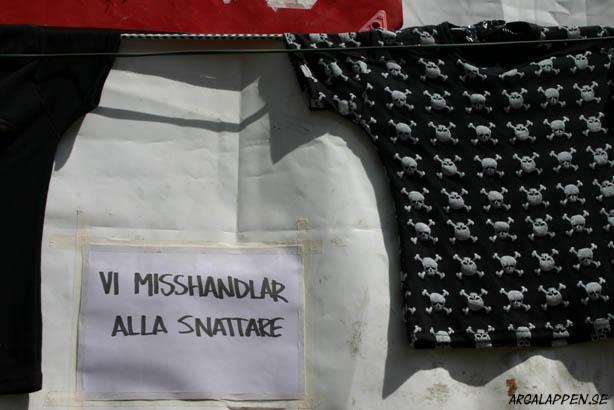 VI MISSHANDLAR
ALLA SNATTARE
ARGALAPPEN.SE